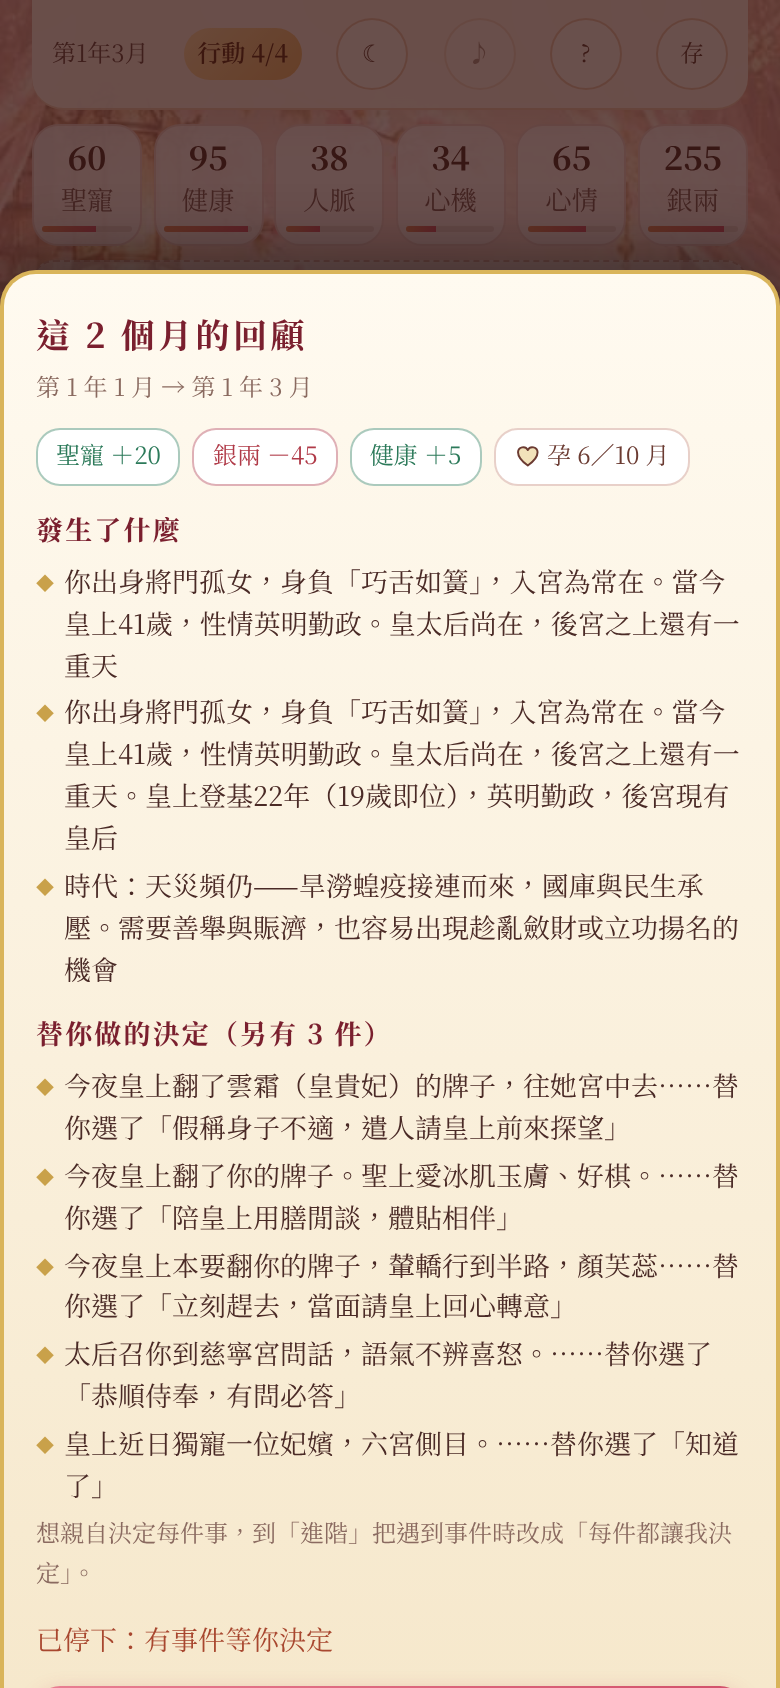 第1年3月 行動 4/4 ☾ ♪ ? 存
60 95 38 34 65 255
聖寵 健康 人脈 心機 心情 銀兩
這 2 個月的回顧
第 1 年 1 月 → 第 1 年 3 月
聖寵 ＋20 銀兩 －45 健康 ＋5 孕 6／10 月
發生了什麼
◆ 你出身將門孤女，身負「巧舌如簧」，入宮為常在。當今
皇上41歲，性情英明勤政。皇太后尚在，後宮之上還有一
重天
◆ 你出身將門孤女，身負「巧舌如簧」，入宮為常在。當今
皇上41歲，性情英明勤政。皇太后尚在，後宮之上還有一
重天。皇上登基22年（19歲即位），英明勤政，後宮現有
皇后
◆ 時代：天災頻仍——旱澇蝗疫接連而來，國庫與民生承
壓。需要善舉與賑濟，也容易出現趁亂斂財或立功揚名的
機會
替你做的決定（另有 3 件）
◆ 今夜皇上翻了雲霜（皇貴妃）的牌子，往她宮中去⋯⋯替
你選了「假稱身子不適，遣人請皇上前來探望」
◆ 今夜皇上翻了你的牌子。聖上愛冰肌玉膚、好棋。⋯⋯替
你選了「陪皇上用膳閒談，體貼相伴」
◆ 今夜皇上本要翻你的牌子，輦轎行到半路，顏芙蕊⋯⋯替
你選了「立刻趕去，當面請皇上回心轉意」
◆ 太后召你到慈寧宮問話，語氣不辨喜怒。⋯⋯替你選了
「恭順侍奉，有問必答」
◆ 皇上近日獨寵一位妃嬪，六宮側目。⋯⋯替你選了「知道
了」
想親自決定每件事，到「進階」把遇到事件時改成「每件都讓我決
定」。
已停下：有事件等你決定